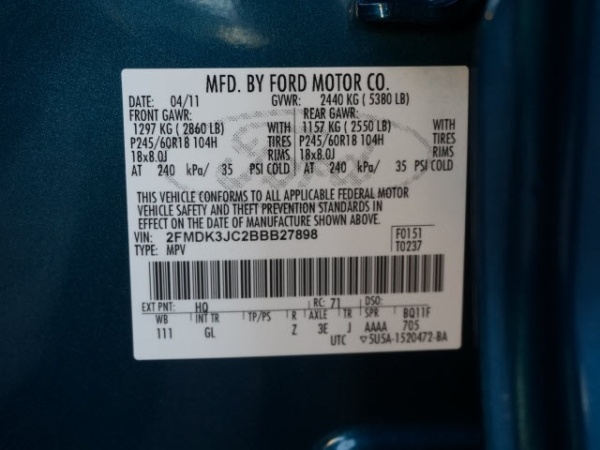 MFD. BY FORD MOTOR CO.
DATE: 04/11 GVWR: 2440 KG ( 5380 LB)
FRONT GAWR: REAR GAWR:
1297 KG ( 2860 LB) WITH 1157 KG ( 2550 LB) WITH
P245/60R18 104H TIRES P245/60R18 104H TIRES
18x8.0J RIMS 18x8.0J RIMS
AT 240 kPa/ 35 PSI COLD AT 240 kPa/ 35 PSI COLD
THIS VEHICLE CONFORMS TO ALL APPLICABLE FEDERAL MOTOR
VEHICLE SAFETY AND THEFT PREVENTION STANDARDS IN
EFFECT ON THE DATE OF MANUFACTURE SHOWN ABOVE.
VIN: 2FMDK3JC2BBB27898 F0151
TYPE: MPV T0237
EXT PNT: HQ RC: 71 DSO:
WB INT TR TP/PS R AXLE TR SPR BQ11F
111 GL Z 3E J AAAA 705
UTC 5U5A-1520472-BA
Ford